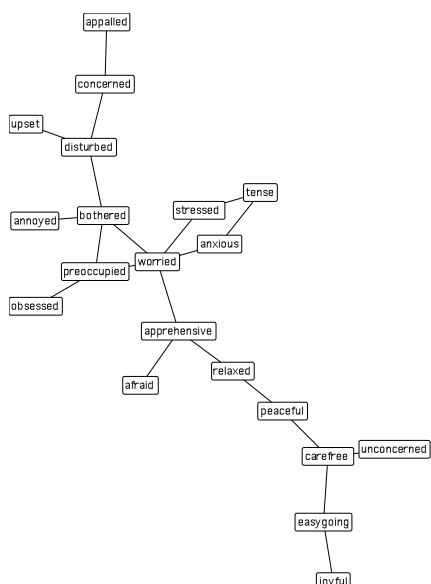 appalled
concerned
upset
disturbed
tense
stressed
bothered
annoyed
anxious
worried
preoccupied
obsessed
apprehensive
relaxed
afraid
peaceful
unconcerned
carefree
easygoing
joyful